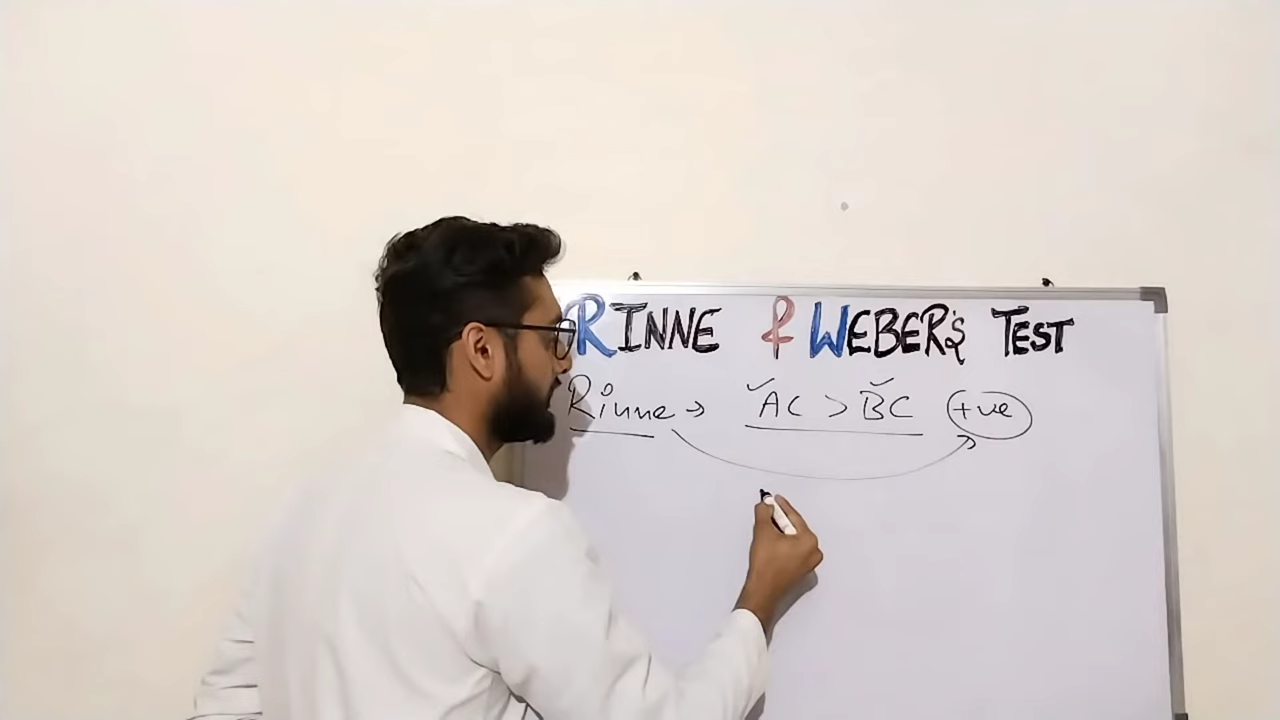 RINNE & WEBER'S TEST
Rinne → AC > BC +ve